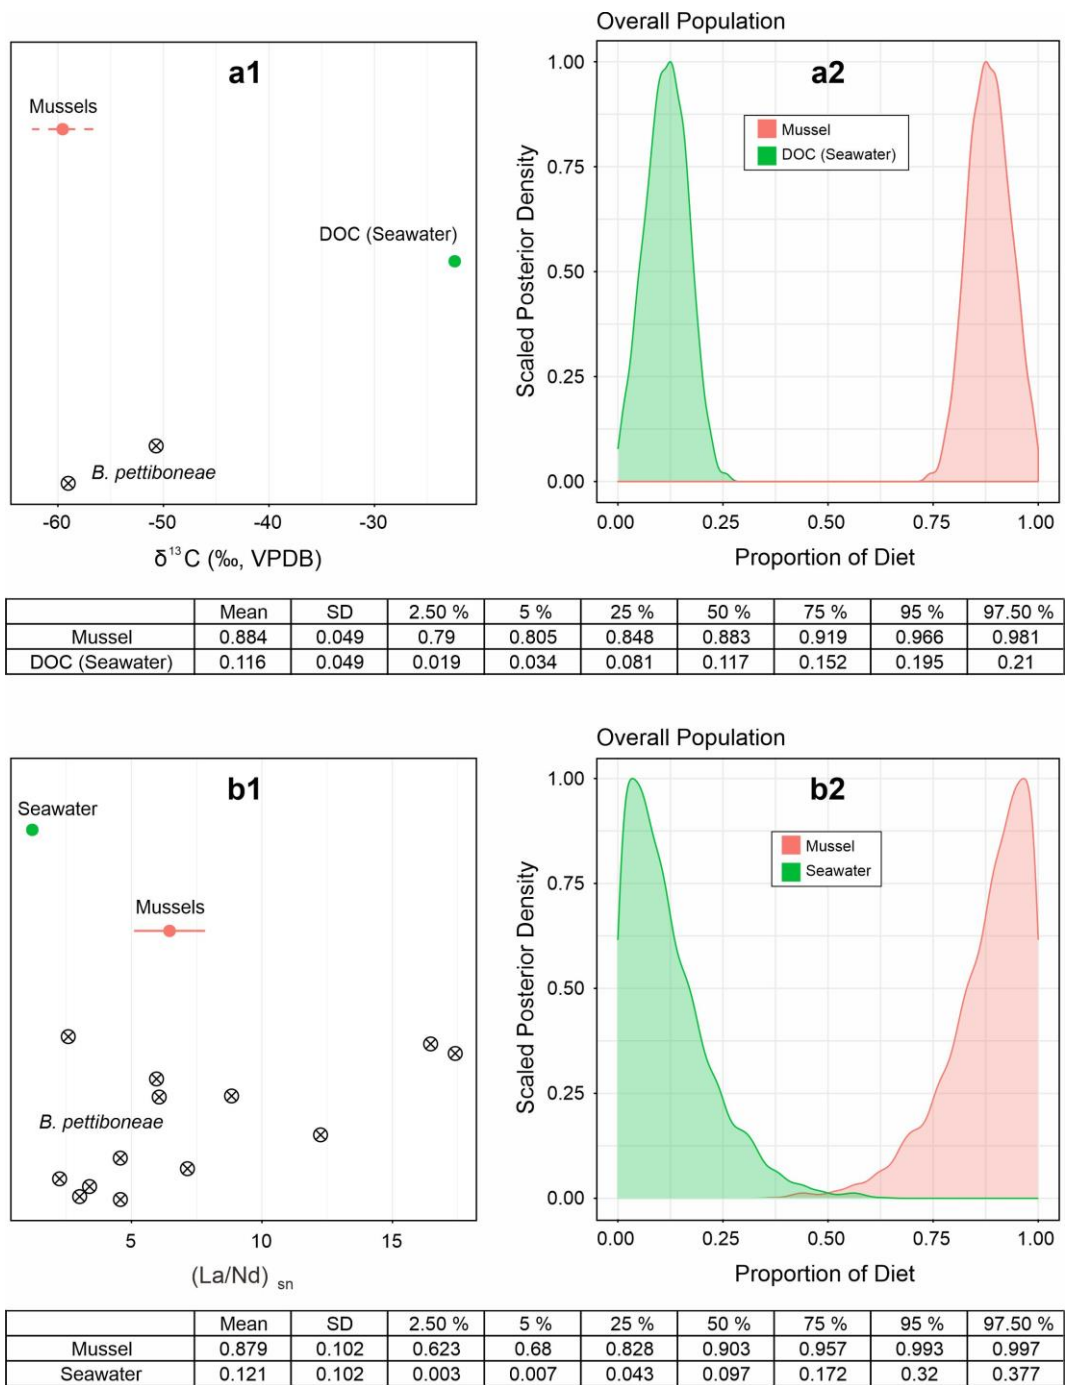 Overall Population
a1
Mussels
DOC (Seawater)
B. pettiboneae
-60 -50 -40 -30
δ¹³C (‰, VPDB)
a2
Mussel
DOC (Seawater)
1.00
0.75
0.50
0.25
0.00
Scaled Posterior Density
0.00 0.25 0.50 0.75 1.00
Proportion of Diet
Mean SD 2.50 % 5 % 25 % 50 % 75 % 95 % 97.50 %
Mussel 0.884 0.049 0.79 0.805 0.848 0.883 0.919 0.966 0.981
DOC (Seawater) 0.116 0.049 0.019 0.034 0.081 0.117 0.152 0.195 0.21
Overall Population
b1
Seawater
Mussels
B. pettiboneae
5 10 15
(La/Nd) sn
b2
Mussel
Seawater
1.00
0.75
0.50
0.25
0.00
Scaled Posterior Density
0.00 0.25 0.50 0.75 1.00
Proportion of Diet
Mean SD 2.50 % 5 % 25 % 50 % 75 % 95 % 97.50 %
Mussel 0.879 0.102 0.623 0.68 0.828 0.903 0.957 0.993 0.997
Seawater 0.121 0.102 0.003 0.007 0.043 0.097 0.172 0.32 0.377